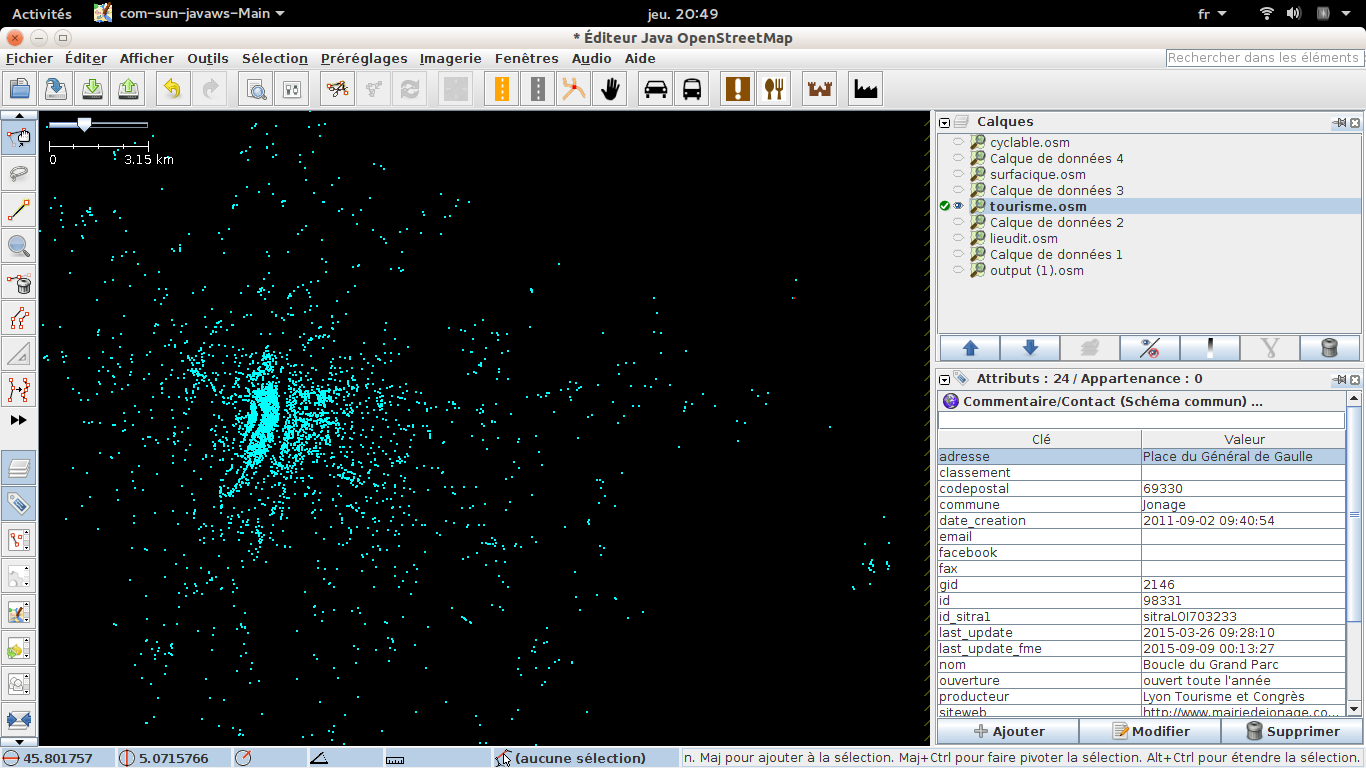 Activités com-sun-javaws-Main jeu. 20:49 fr
* Éditeur Java OpenStreetMap
Fichier Éditer Afficher Outils Sélection Préréglages Imagerie Fenêtres Audio Aide Rechercher dans les éléments
0 3.15 km
Calques
cyclable.osm
Calque de données 4
surfacique.osm
Calque de données 3
tourisme.osm
Calque de données 2
lieudit.osm
Calque de données 1
output (1).osm
Attributs : 24 / Appartenance : 0
Commentaire/Contact (Schéma commun) ...
Clé Valeur
adresse Place du Général de Gaulle
classement
codepostal 69330
commune Jonage
date_creation 2011-09-02 09:40:54
email
facebook
fax
gid 2146
id 98331
id_sitra1 sitraLOI703233
last_update 2015-03-26 09:28:10
last_update_fme 2015-09-09 00:13:27
nom Boucle du Grand Parc
ouverture ouvert toute l'année
producteur Lyon Tourisme et Congrès
siteweb http://www.mairiedejonage.co...
Ajouter Modifier Supprimer
45.801757 5.0715766 (aucune sélection) n. Maj pour ajouter à la sélection. Maj+Ctrl pour faire pivoter la sélection. Alt+Ctrl pour étendre la sélection.